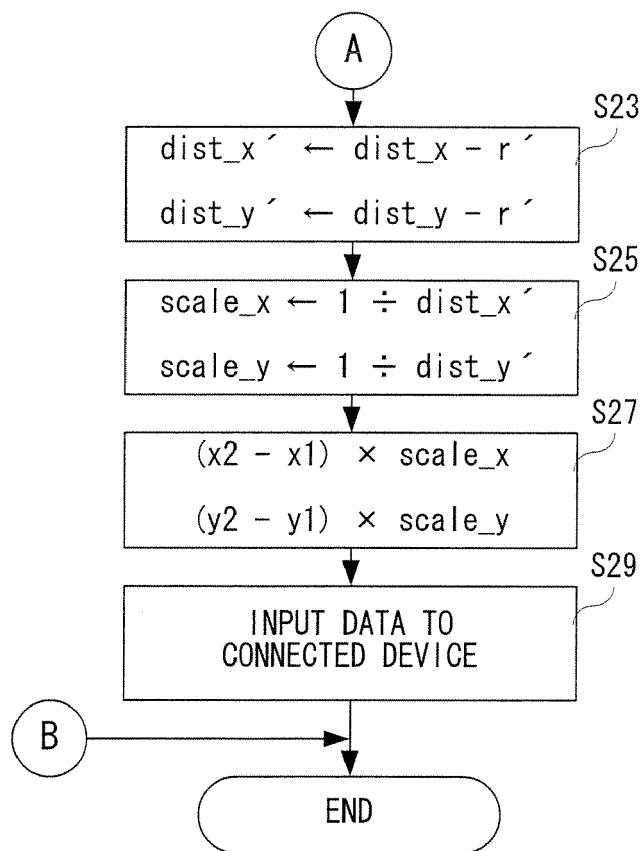 A
S23
dist_x´ ← dist_x - r´
dist_y´ ← dist_y - r´
S25
scale_x ← 1 ÷ dist_x´
scale_y ← 1 ÷ dist_y´
S27
(x2 - x1) × scale_x
(y2 - y1) × scale_y
S29
INPUT DATA TO
CONNECTED DEVICE
B
END